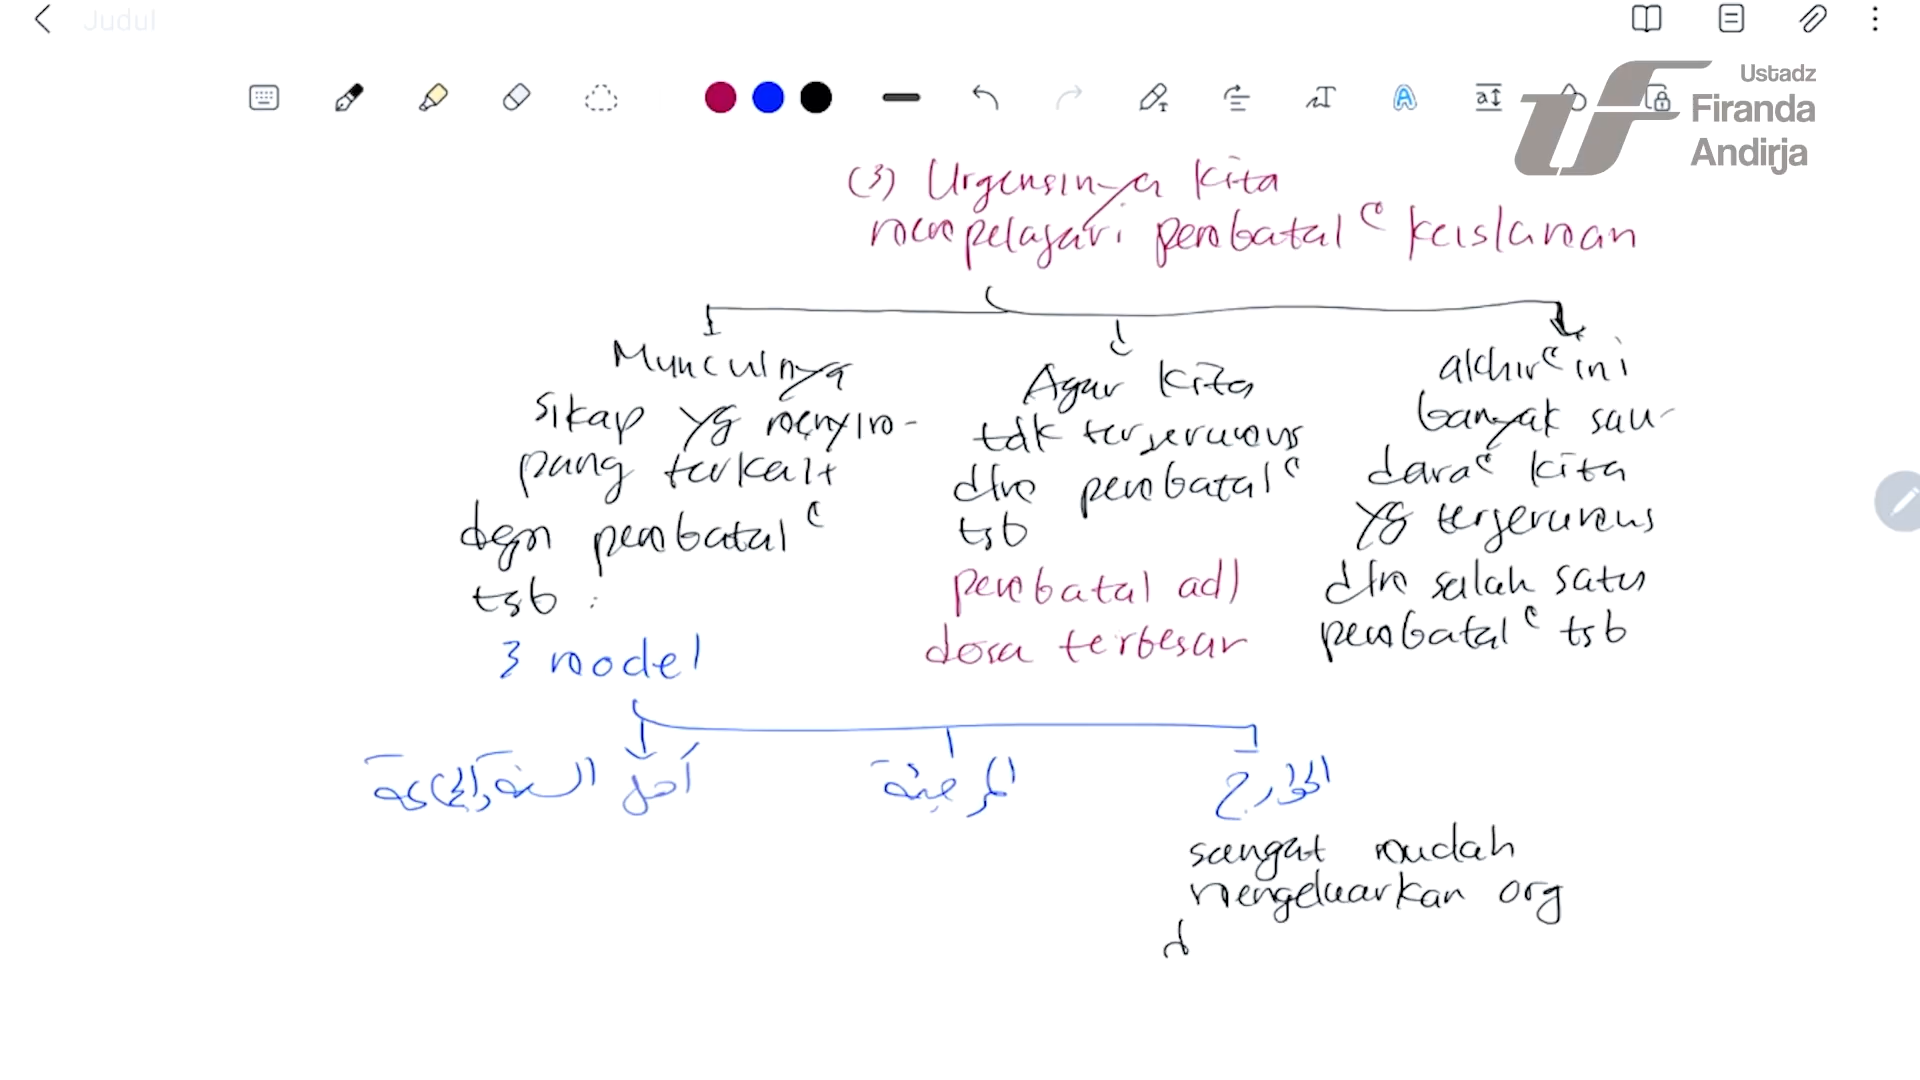 Judul
Ustadz
Firanda
Andirja
(3) Urgensinya kita
mempelajari pembatal² keislaman
Munculnya
sikap yg menyim-
pang terkait
dgn pembatal²
tsb :
3 model
Agar kita
tdk terjerumus
dlm pembatal²
tsb
pembatal adl
dosa terbesar
akhir² ini
banyak sau-
dara² kita
yg terjerumus
dlm salah satu
pembatal² tsb
أهل السنة والجماعة
المرجئة
الخوارج
sangat mudah
mengeluarkan org
d